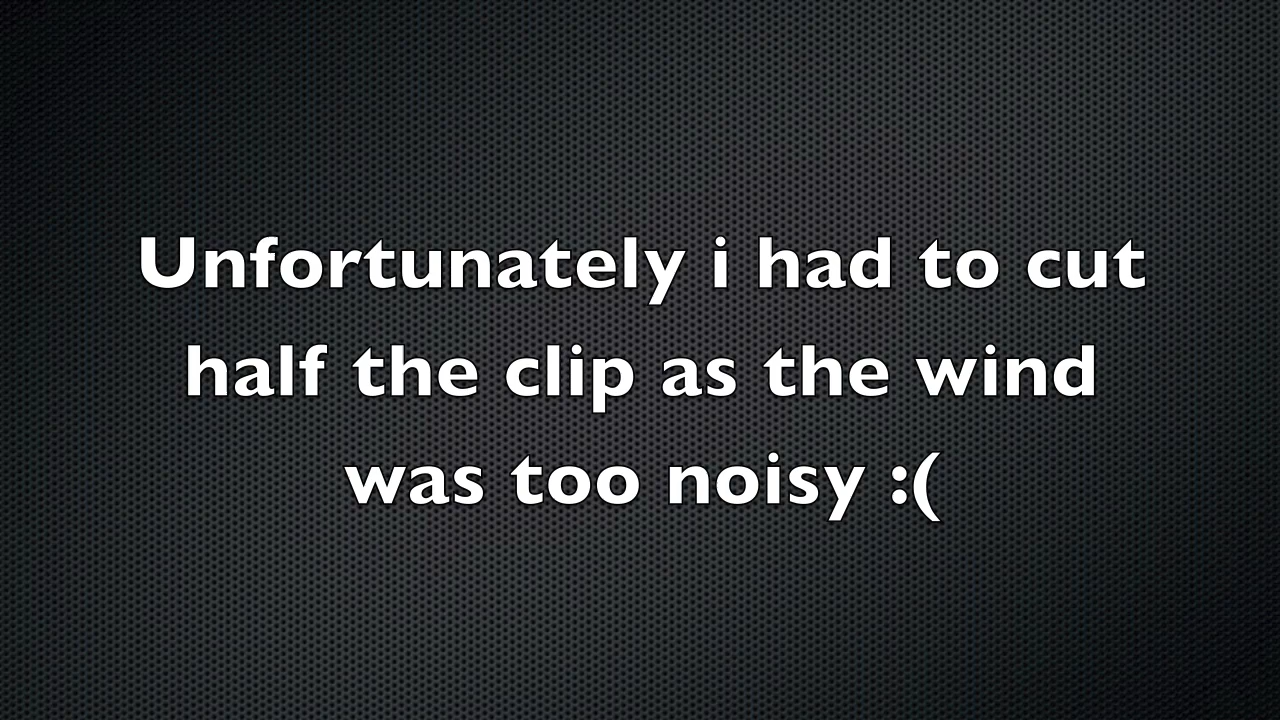 Unfortunately i had to cut
half the clip as the wind
was too noisy :(